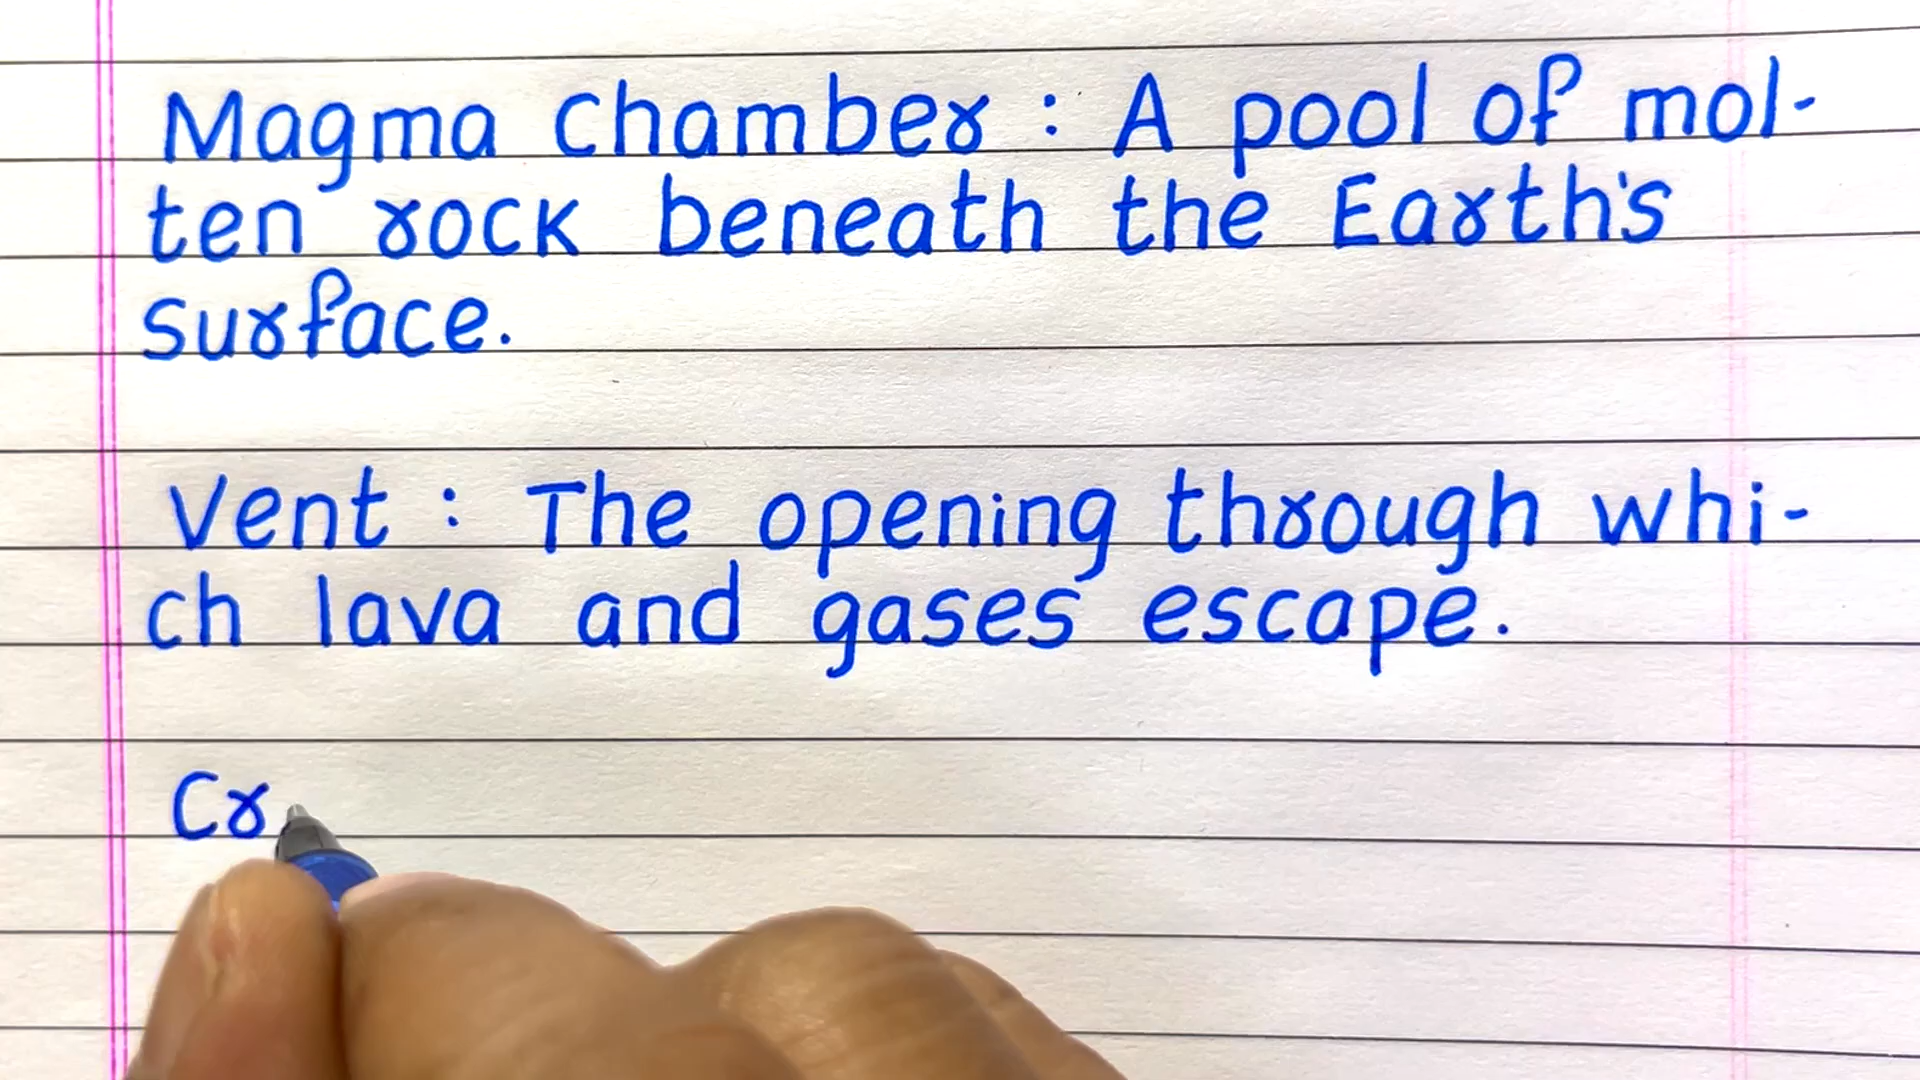 Magma chamber : A pool of mol-
ten rock beneath the Earth's
surface.
Vent : The opening through whi-
ch lava and gases escape.
Cr